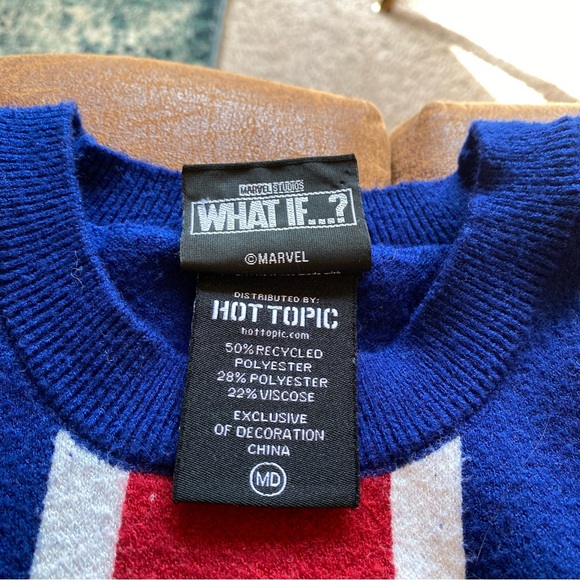 MARVEL STUDIOS
WHAT IF...?
©MARVEL
DISTRIBUTED BY:
HOT TOPIC
hottopic.com
50% RECYCLED
POLYESTER
28% POLYESTER
22% VISCOSE
EXCLUSIVE
OF DECORATION
CHINA
MD